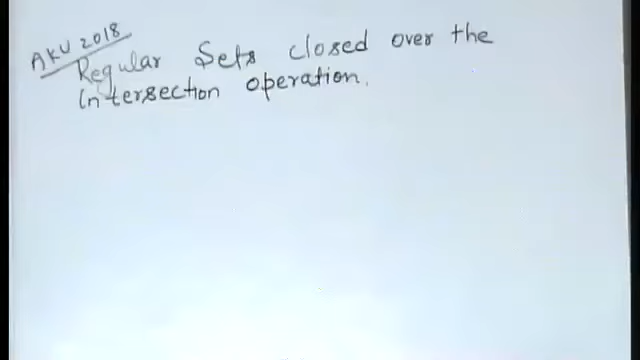 AKU 2018
Regular Sets closed over the
intersection operation.